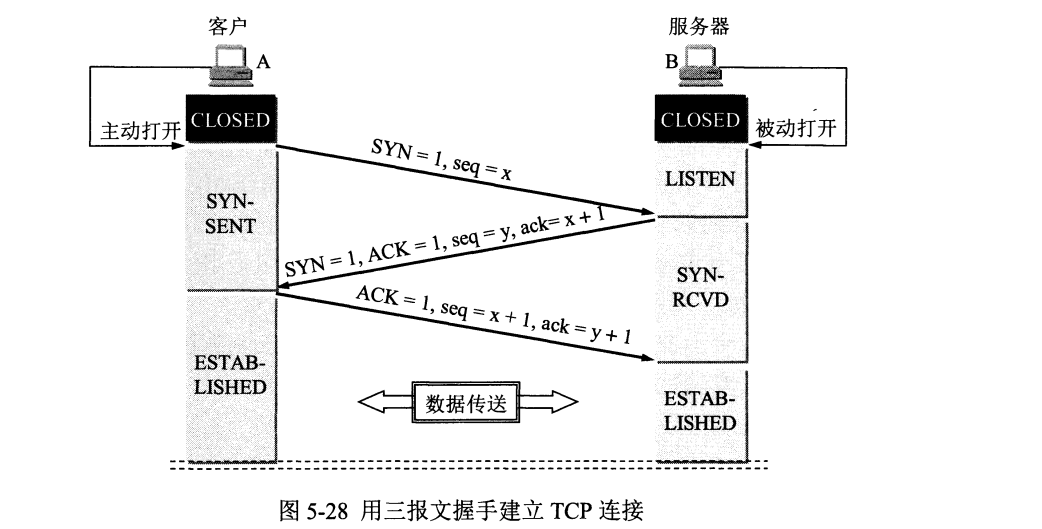 客户
服务器
A
B
CLOSED
CLOSED
主动打开
被动打开
SYN = 1, seq = x
LISTEN
SYN-
SENT
SYN = 1, ACK = 1, seq = y, ack= x + 1
SYN-
RCVD
ACK = 1, seq = x + 1, ack = y + 1
ESTAB-
LISHED
数据传送
ESTAB-
LISHED
图 5-28 用三报文握手建立 TCP 连接